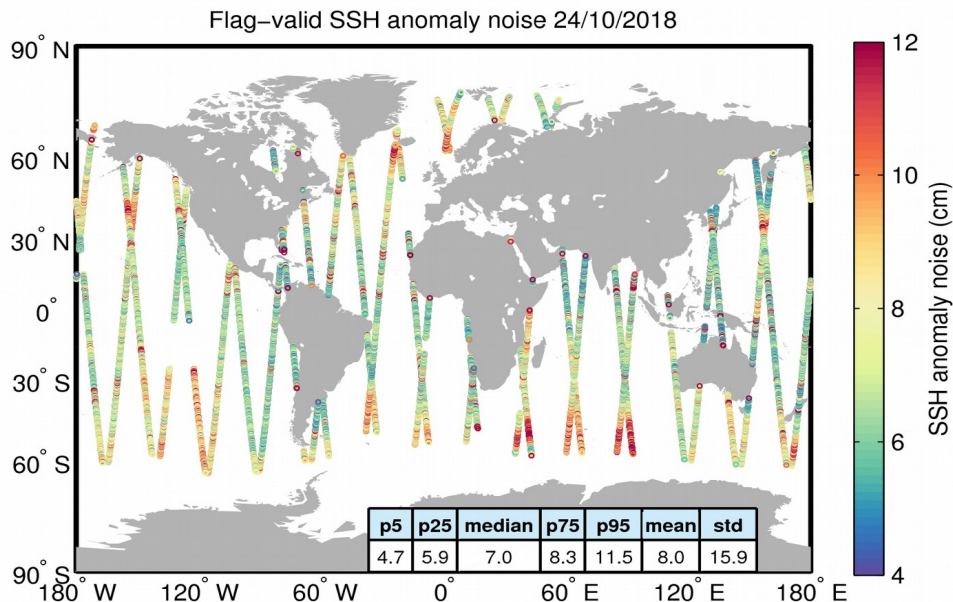 Flag−valid SSH anomaly noise 24/10/2018
90° N
60° N
30° N
0°
30° S
60° S
90° S
180° W
120° W
60° W
0°
60° E
120° E
180° E
p5 p25 median p75 p95 mean std
4.7 5.9 7.0 8.3 11.5 8.0 15.9
12
10
8
6
4
SSH anomaly noise (cm)